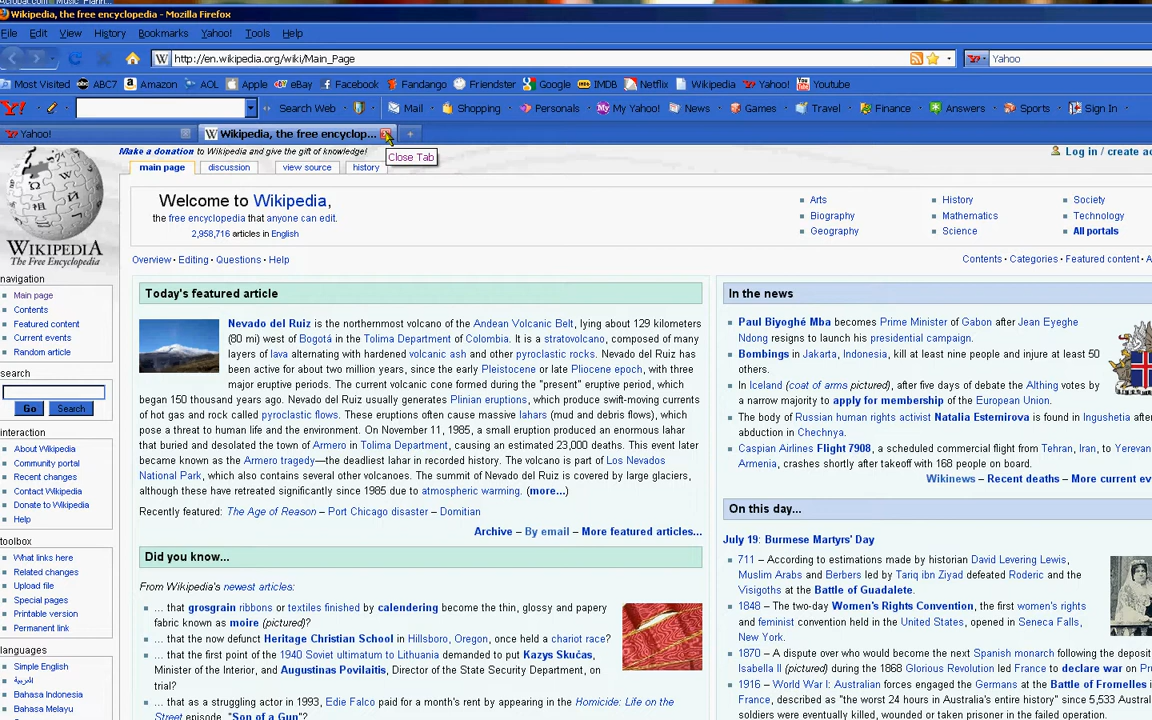 Wikipedia, the free encyclopedia - Mozilla Firefox
File Edit View History Bookmarks Yahoo! Tools Help
http://en.wikipedia.org/wiki/Main_Page Yahoo
Most Visited ABC7 Amazon AOL Apple eBay Facebook Fandango Friendster Google IMDB Netflix Wikipedia Yahoo! Youtube
Search Web Mail Shopping Personals My Yahoo! News Games Travel Finance Answers Sports Sign In
Yahoo! Wikipedia, the free encyclop...
Close Tab
Make a donation to Wikipedia and give the gift of knowledge!
Log in / create ac
main page discussion view source history
WIKIPEDIA
The Free Encyclopedia
navigation
Main page
Contents
Featured content
Current events
Random article
search
Go Search
interaction
About Wikipedia
Community portal
Recent changes
Contact Wikipedia
Donate to Wikipedia
Help
toolbox
What links here
Related changes
Upload file
Special pages
Printable version
Permanent link
languages
Simple English
العربية
Bahasa Indonesia
Bahasa Melayu
Welcome to Wikipedia,
the free encyclopedia that anyone can edit.
2,958,716 articles in English
Arts
Biography
Geography
History
Mathematics
Science
Society
Technology
All portals
Overview · Editing · Questions · Help
Contents · Categories · Featured content · A
Today's featured article
Nevado del Ruiz is the northernmost volcano of the Andean Volcanic Belt, lying about 129 kilometers
(80 mi) west of Bogotá in the Tolima Department of Colombia. It is a stratovolcano, composed of many
layers of lava alternating with hardened volcanic ash and other pyroclastic rocks. Nevado del Ruiz has
been active for about two million years, since the early Pleistocene or late Pliocene epoch, with three
major eruptive periods. The current volcanic cone formed during the "present" eruptive period, which
began 150 thousand years ago. Nevado del Ruiz usually generates Plinian eruptions, which produce swift-moving currents
of hot gas and rock called pyroclastic flows. These eruptions often cause massive lahars (mud and debris flows), which
pose a threat to human life and the environment. On November 11, 1985, a small eruption produced an enormous lahar
that buried and desolated the town of Armero in Tolima Department, causing an estimated 23,000 deaths. This event later
became known as the Armero tragedy—the deadliest lahar in recorded history. The volcano is part of Los Nevados
National Park, which also contains several other volcanoes. The summit of Nevado del Ruiz is covered by large glaciers,
although these have retreated significantly since 1985 due to atmospheric warming. (more...)
Recently featured: The Age of Reason – Port Chicago disaster – Domitian
Archive – By email – More featured articles...
Did you know...
From Wikipedia's newest articles:
... that grosgrain ribbons or textiles finished by calendering become the thin, glossy and papery
fabric known as moire (pictured)?
... that the now defunct Heritage Christian School in Hillsboro, Oregon, once held a chariot race?
... that the first point of the 1940 Soviet ultimatum to Lithuania demanded to put Kazys Skučas,
Minister of the Interior, and Augustinas Povilaitis, Director of the State Security Department, on
trial?
... that as a struggling actor in 1993, Edie Falco paid for a month's rent by appearing in the Homicide: Life on the
Street episode, "Son of a Gun"?
In the news
Paul Biyoghé Mba becomes Prime Minister of Gabon after Jean Eyeghe
Ndong resigns to launch his presidential campaign.
Bombings in Jakarta, Indonesia, kill at least nine people and injure at least 50
others.
In Iceland (coat of arms pictured), after five days of debate the Althing votes by
a narrow majority to apply for membership of the European Union.
The body of Russian human rights activist Natalia Estemirova is found in Ingushetia after
abduction in Chechnya.
Caspian Airlines Flight 7908, a scheduled commercial flight from Tehran, Iran, to Yerevan
Armenia, crashes shortly after takeoff with 168 people on board.
Wikinews – Recent deaths – More current ev
On this day...
July 19: Burmese Martyrs' Day
711 – According to estimations made by historian David Levering Lewis,
Muslim Arabs and Berbers led by Tariq ibn Ziyad defeated Roderic and the
Visigoths at the Battle of Guadalete.
1848 – The two-day Women's Rights Convention, the first women's rights
and feminist convention held in the United States, opened in Seneca Falls,
New York.
1870 – A dispute over who would become the next Spanish monarch following the deposit
Isabella II (pictured) during the 1868 Glorious Revolution led France to declare war on Pr
1916 – World War I: Australian forces engaged the Germans at the Battle of Fromelles i
France, described as "the worst 24 hours in Australia's entire history" since 5,533 Austral
soldiers were eventually killed, wounded or taken prisoner in the failed operation.